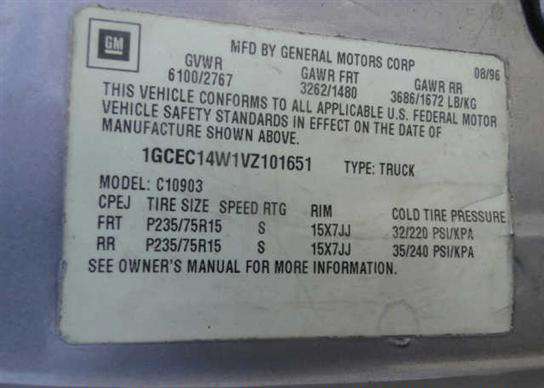 GM
MFD BY GENERAL MOTORS CORP 08/96
GVWR GAWR FRT GAWR RR
6100/2767 3262/1480 3686/1672 LB/KG
THIS VEHICLE CONFORMS TO ALL APPLICABLE U.S. FEDERAL MOTOR
VEHICLE SAFETY STANDARDS IN EFFECT ON THE DATE OF
MANUFACTURE SHOWN ABOVE.
1GCEC14W1VZ101651 TYPE: TRUCK
MODEL: C10903
CPEJ TIRE SIZE SPEED RTG RIM COLD TIRE PRESSURE
FRT P235/75R15 S 15X7JJ 32/220 PSI/KPA
RR P235/75R15 S 15X7JJ 35/240 PSI/KPA
SEE OWNER'S MANUAL FOR MORE INFORMATION.